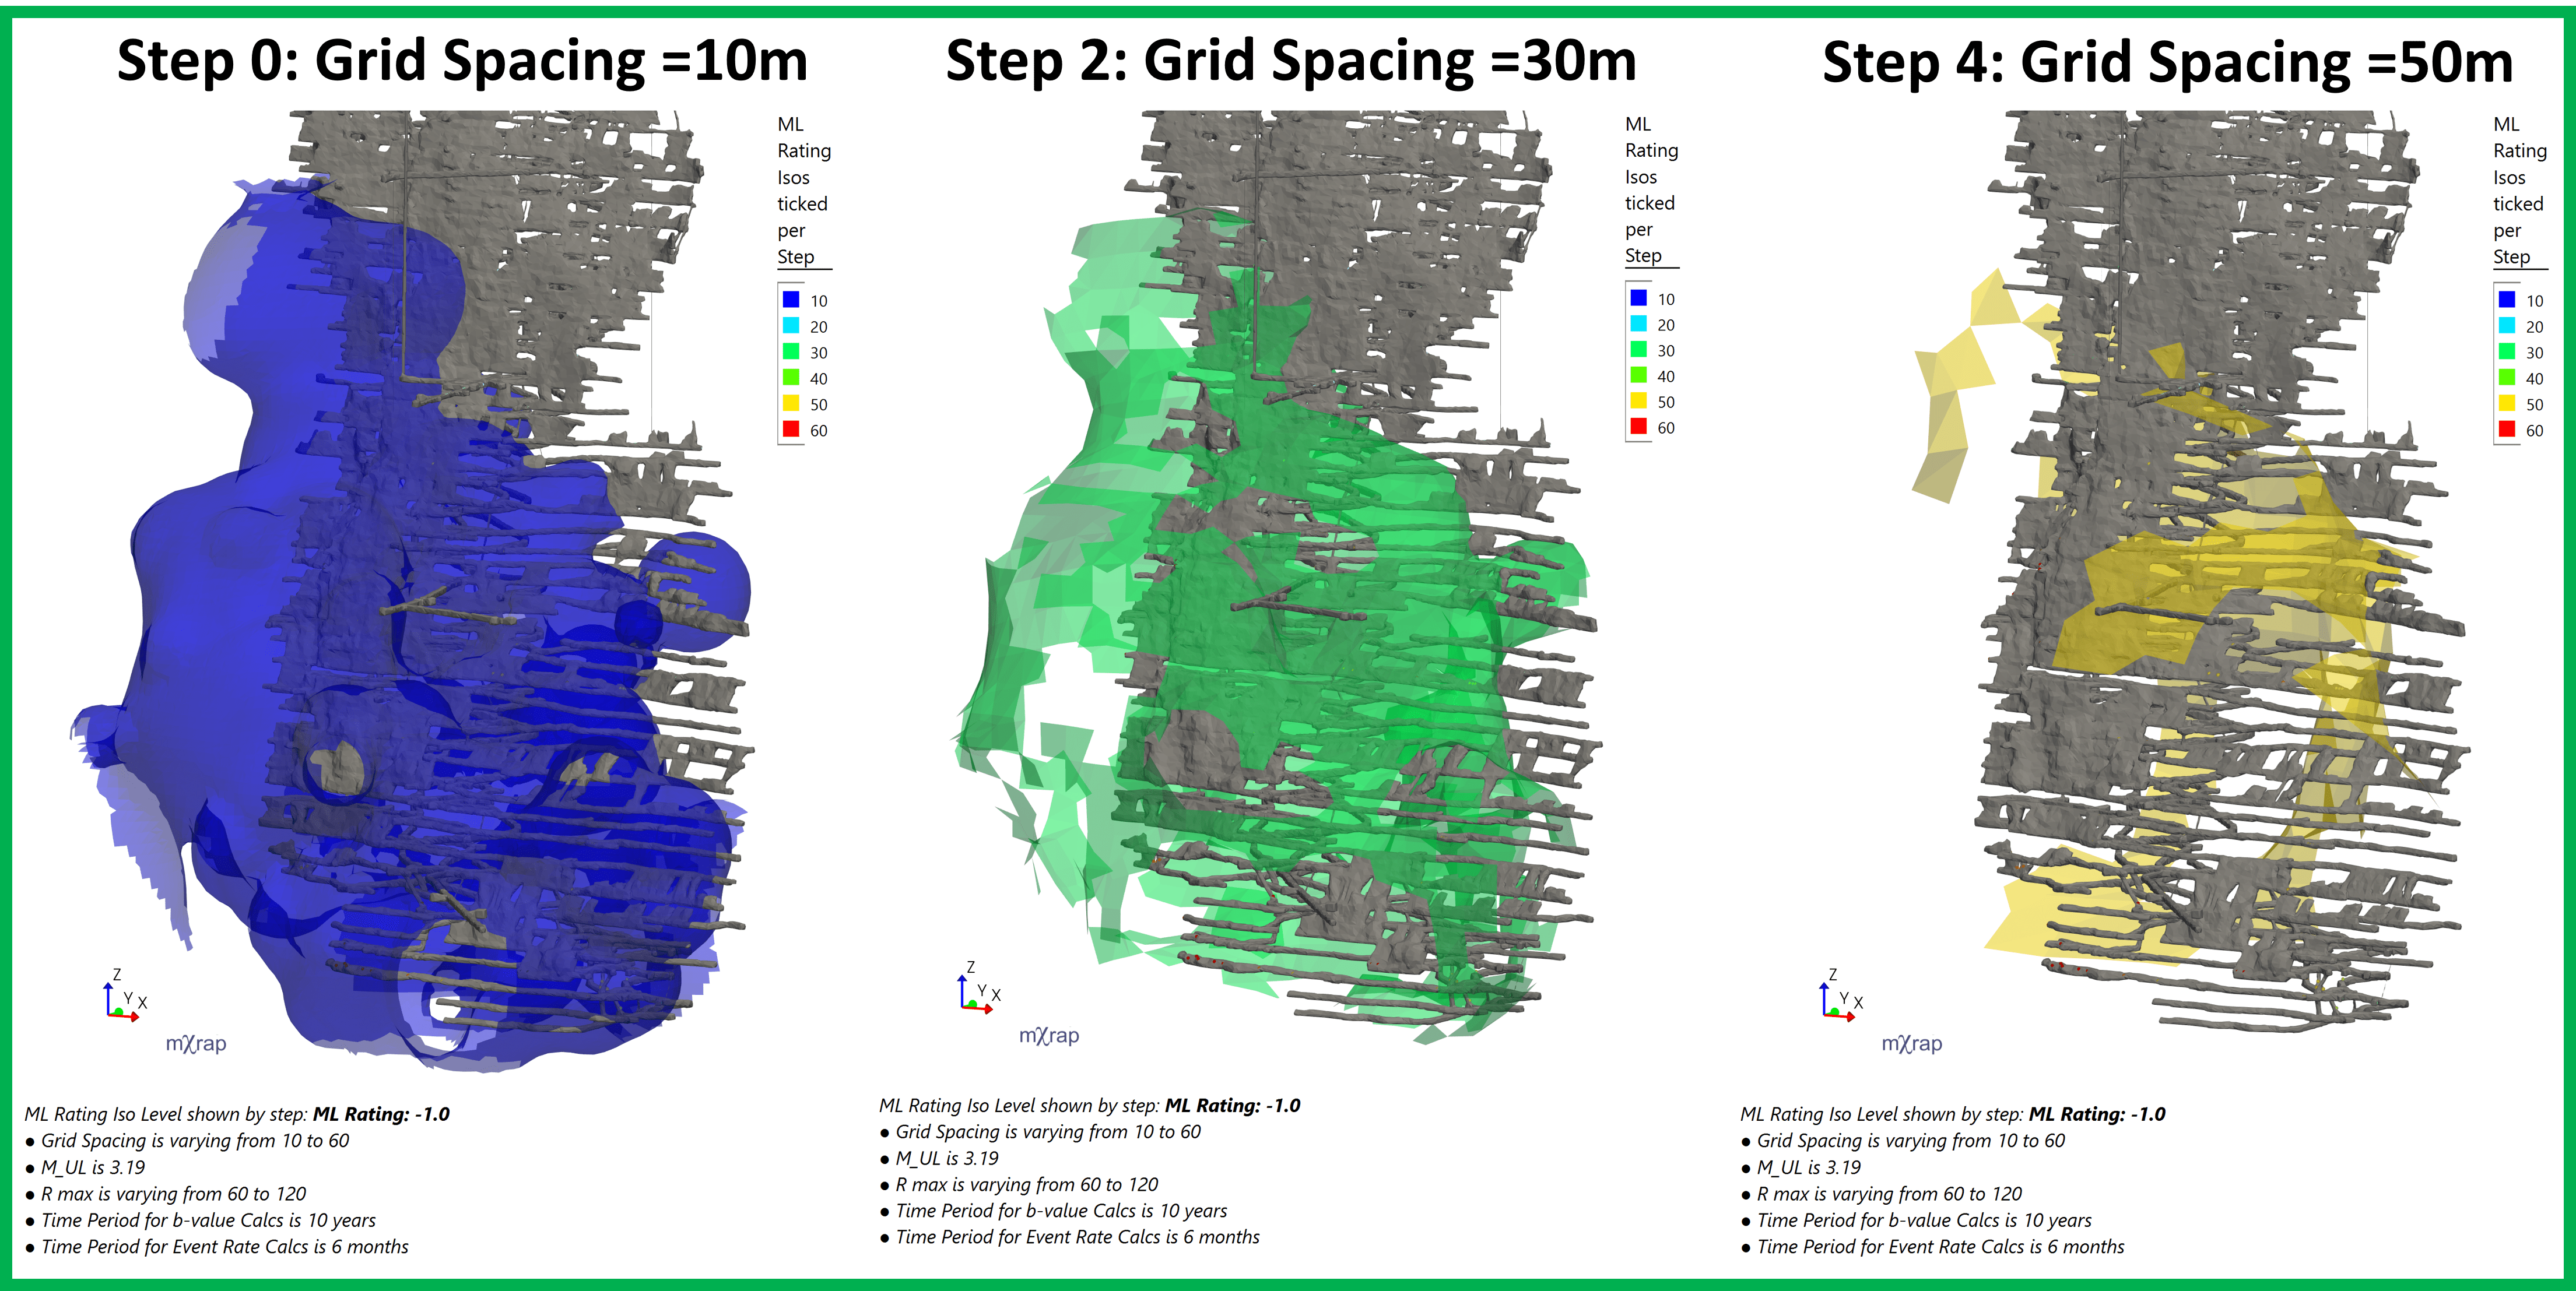 Step 0: Grid Spacing =10m
ML
Rating
Isos
ticked
per
Step
10
20
30
40
50
60
Z
Y X
mχrap
ML Rating Iso Level shown by step: ML Rating: -1.0
● Grid Spacing is varying from 10 to 60
● M_UL is 3.19
● R max is varying from 60 to 120
● Time Period for b-value Calcs is 10 years
● Time Period for Event Rate Calcs is 6 months
Step 2: Grid Spacing =30m
ML
Rating
Isos
ticked
per
Step
10
20
30
40
50
60
Z
Y X
mχrap
ML Rating Iso Level shown by step: ML Rating: -1.0
● Grid Spacing is varying from 10 to 60
● M_UL is 3.19
● R max is varying from 60 to 120
● Time Period for b-value Calcs is 10 years
● Time Period for Event Rate Calcs is 6 months
Step 4: Grid Spacing =50m
ML
Rating
Isos
ticked
per
Step
10
20
30
40
50
60
Z
Y X
mχrap
ML Rating Iso Level shown by step: ML Rating: -1.0
● Grid Spacing is varying from 10 to 60
● M_UL is 3.19
● R max is varying from 60 to 120
● Time Period for b-value Calcs is 10 years
● Time Period for Event Rate Calcs is 6 months